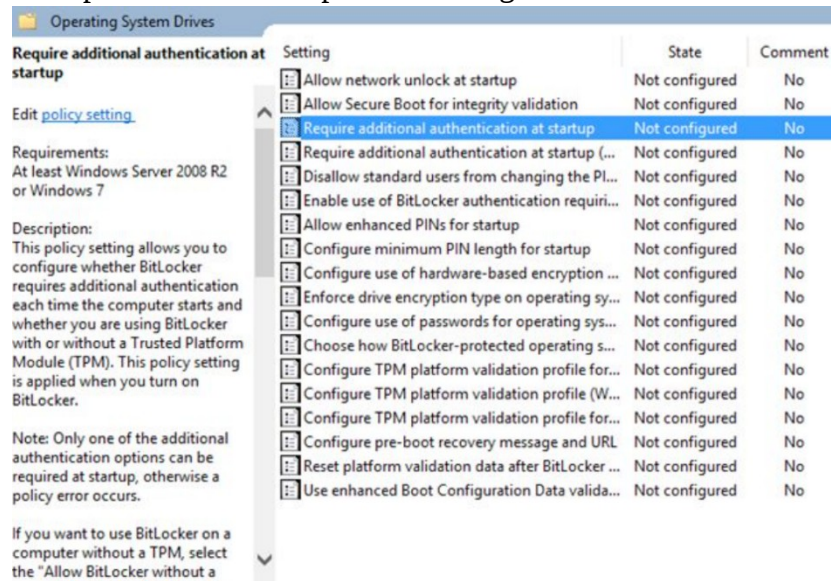 Operating System Drives
Require additional authentication at startup
Edit policy setting
Requirements:
At least Windows Server 2008 R2
or Windows 7
Description:
This policy setting allows you to
configure whether BitLocker
requires additional authentication
each time the computer starts and
whether you are using BitLocker
with or without a Trusted Platform
Module (TPM). This policy setting
is applied when you turn on
BitLocker.
Note: Only one of the additional
authentication options can be
required at startup, otherwise a
policy error occurs.
If you want to use BitLocker on a
computer without a TPM, select
the "Allow BitLocker without a
Setting State Comment
Allow network unlock at startup Not configured No
Allow Secure Boot for integrity validation Not configured No
Require additional authentication at startup Not configured No
Require additional authentication at startup (... Not configured No
Disallow standard users from changing the PI... Not configured No
Enable use of BitLocker authentication requiri... Not configured No
Allow enhanced PINs for startup Not configured No
Configure minimum PIN length for startup Not configured No
Configure use of hardware-based encryption ... Not configured No
Enforce drive encryption type on operating sy... Not configured No
Configure use of passwords for operating sys... Not configured No
Choose how BitLocker-protected operating s... Not configured No
Configure TPM platform validation profile for... Not configured No
Configure TPM platform validation profile (W... Not configured No
Configure TPM platform validation profile for... Not configured No
Configure pre-boot recovery message and URL Not configured No
Reset platform validation data after BitLocker ... Not configured No
Use enhanced Boot Configuration Data valida... Not configured No